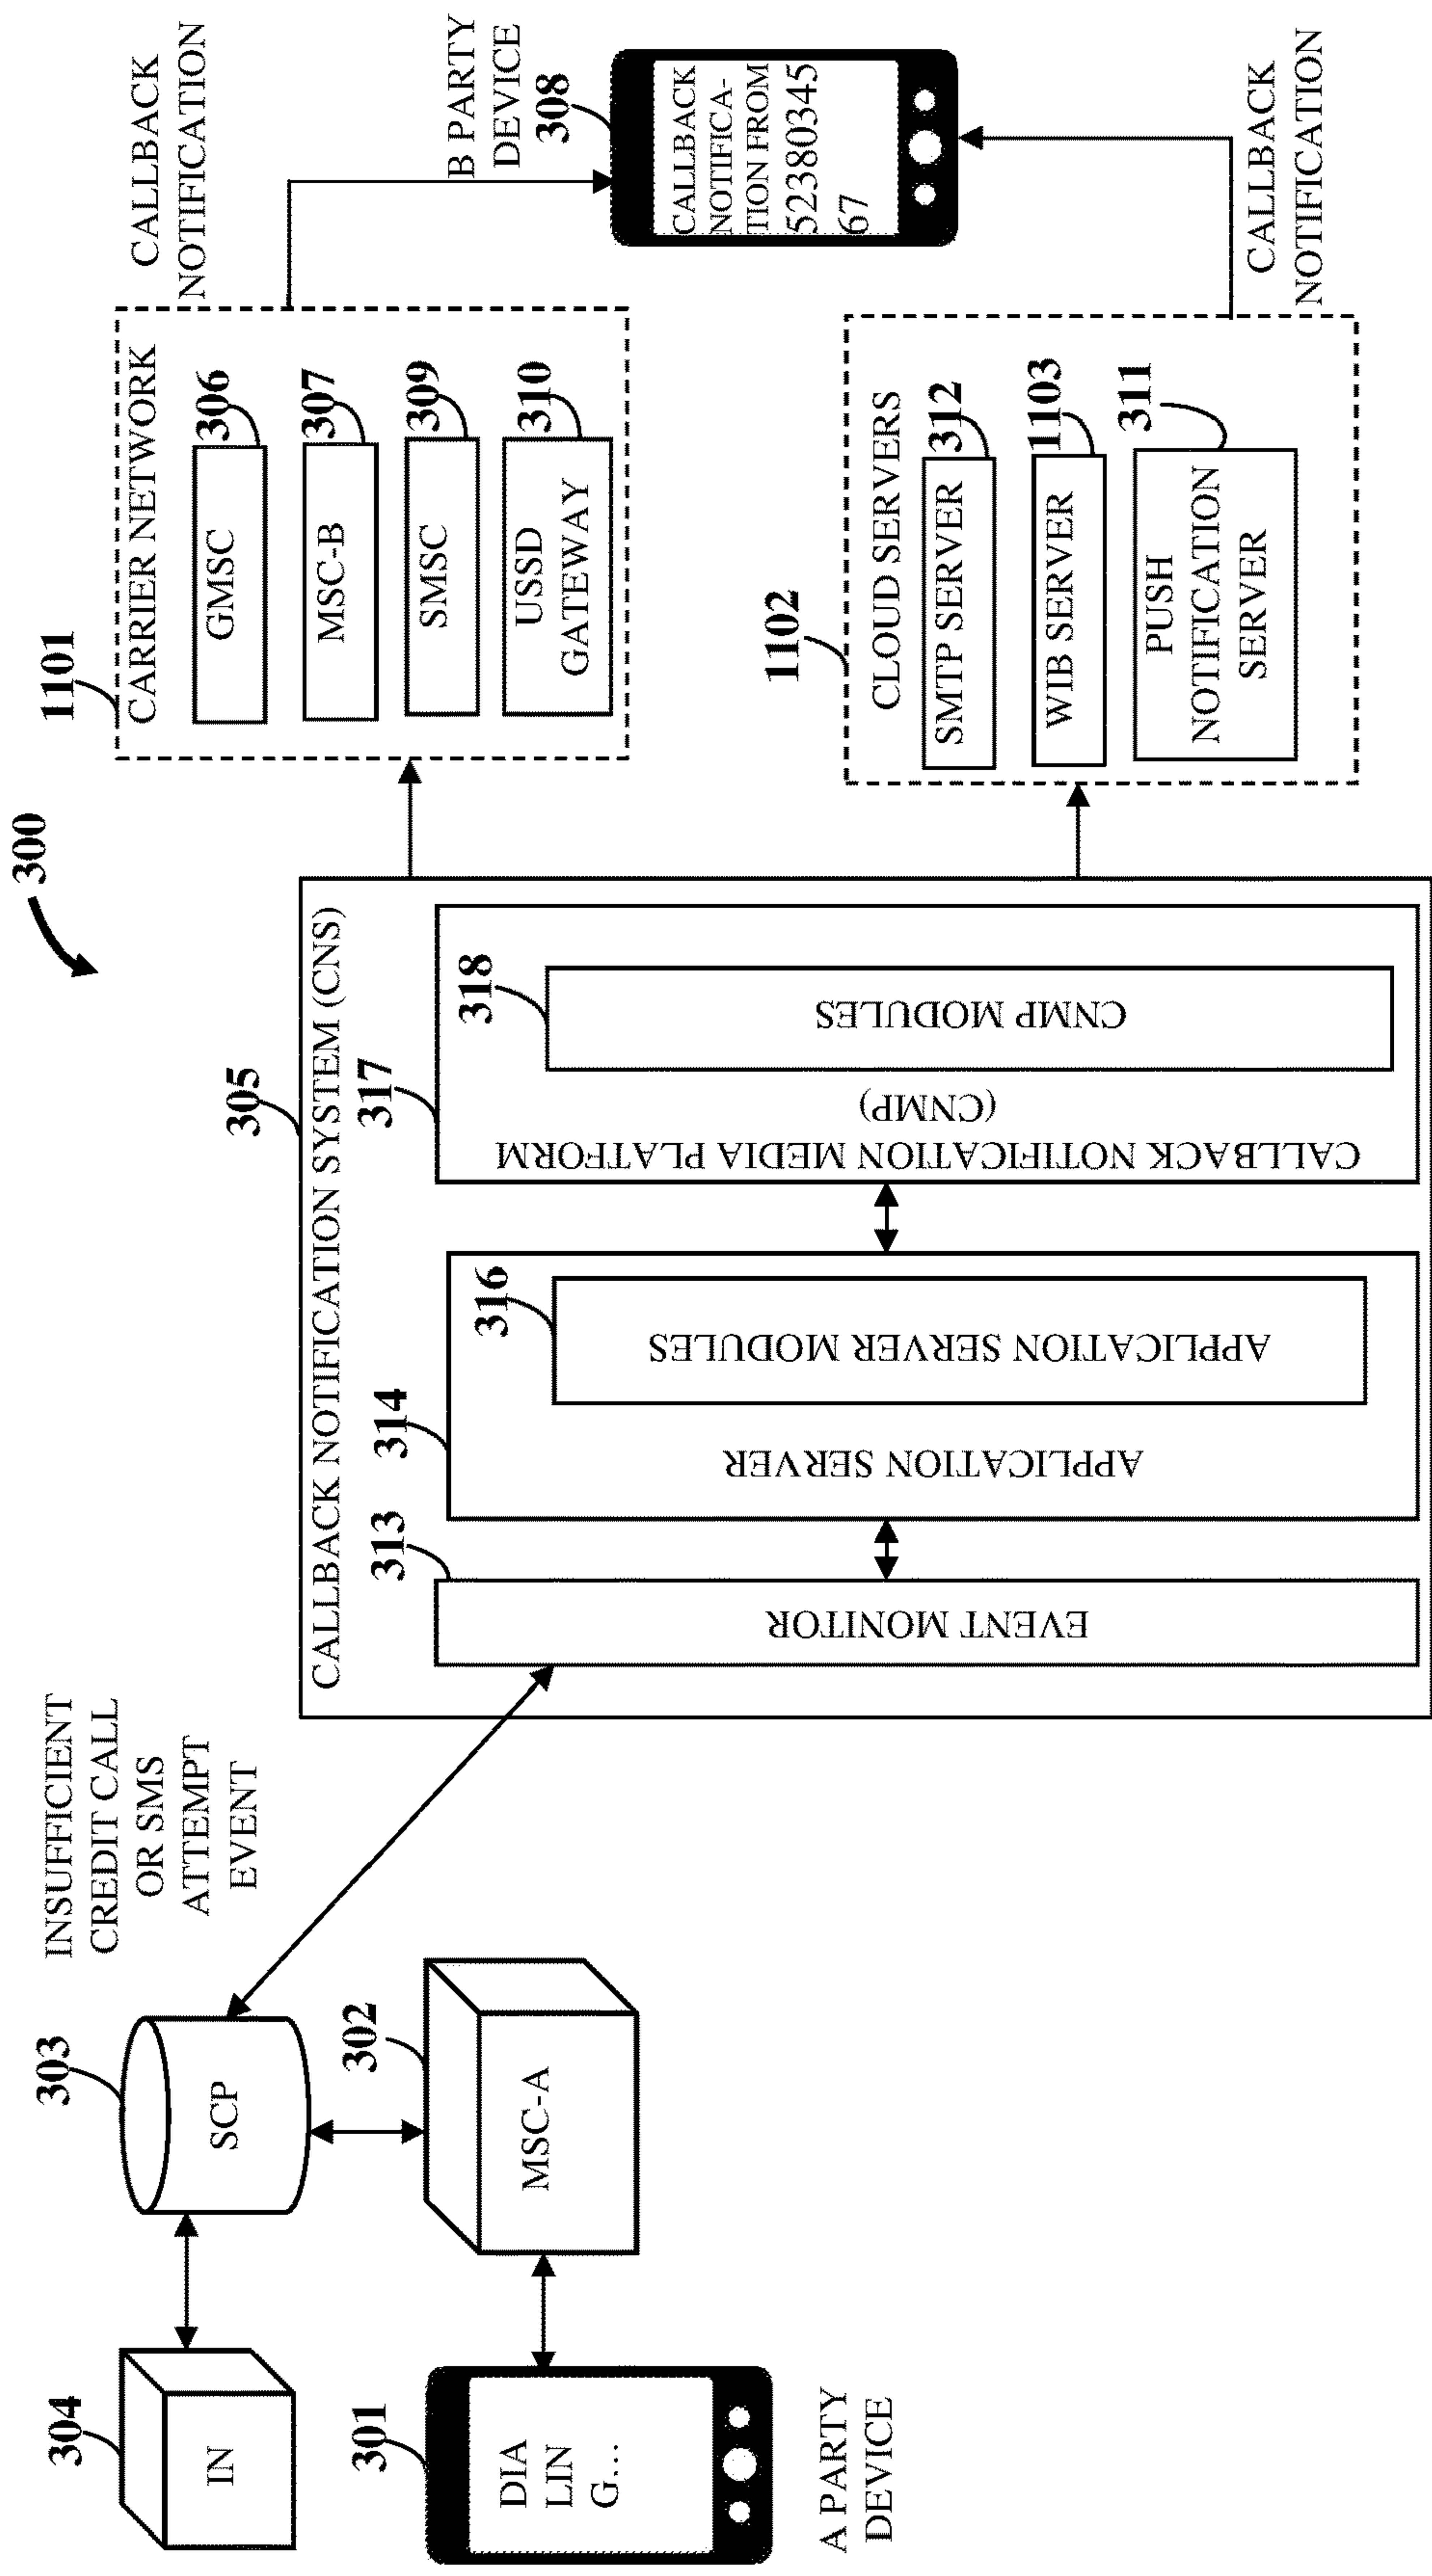 300
304
IN
303
SCP
INSUFFICIENT
CREDIT CALL
OR SMS
ATTEMPT
EVENT
301
DIA
LIN
G...
A PARTY
DEVICE
302
MSC-A
305
CALLBACK NOTIFICATION SYSTEM (CNS)
313
EVENT MONITOR
314
APPLICATION SERVER
316
APPLICATION SERVER MODULES
317
CALLBACK NOTIFICATION MEDIA PLATFORM
(CNMP)
318
CNMP MODULES
1101
CARRIER NETWORK
GMSC
306
MSC-B
307
SMSC
309
USSD
GATEWAY
310
1102
CLOUD SERVERS
SMTP SERVER
312
WIB SERVER
1103
PUSH
NOTIFICATION
SERVER
311
CALLBACK
NOTIFICATION
B PARTY
DEVICE
308
CALLBACK
NOTIFICA-
TION FROM
52380345
67
CALLBACK
NOTIFICATION